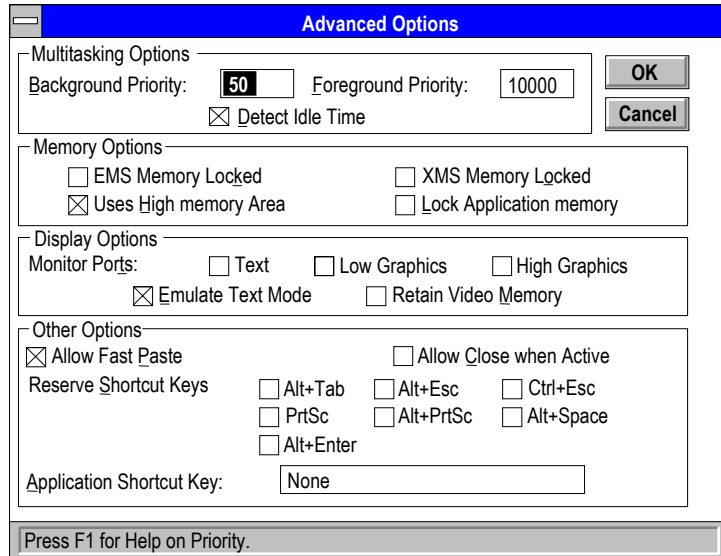 Advanced Options
Multitasking Options
Background Priority: 50 Foreground Priority: 10000
OK
Detect Idle Time
Cancel
Memory Options
EMS Memory Locked XMS Memory Locked
Uses High memory Area Lock Application memory
Display Options
Monitor Ports: Text Low Graphics High Graphics
Emulate Text Mode Retain Video Memory
Other Options
Allow Fast Paste Allow Close when Active
Reserve Shortcut Keys Alt+Tab Alt+Esc Ctrl+Esc
PrtSc Alt+PrtSc Alt+Space
Alt+Enter
Application Shortcut Key: None
Press F1 for Help on Priority.